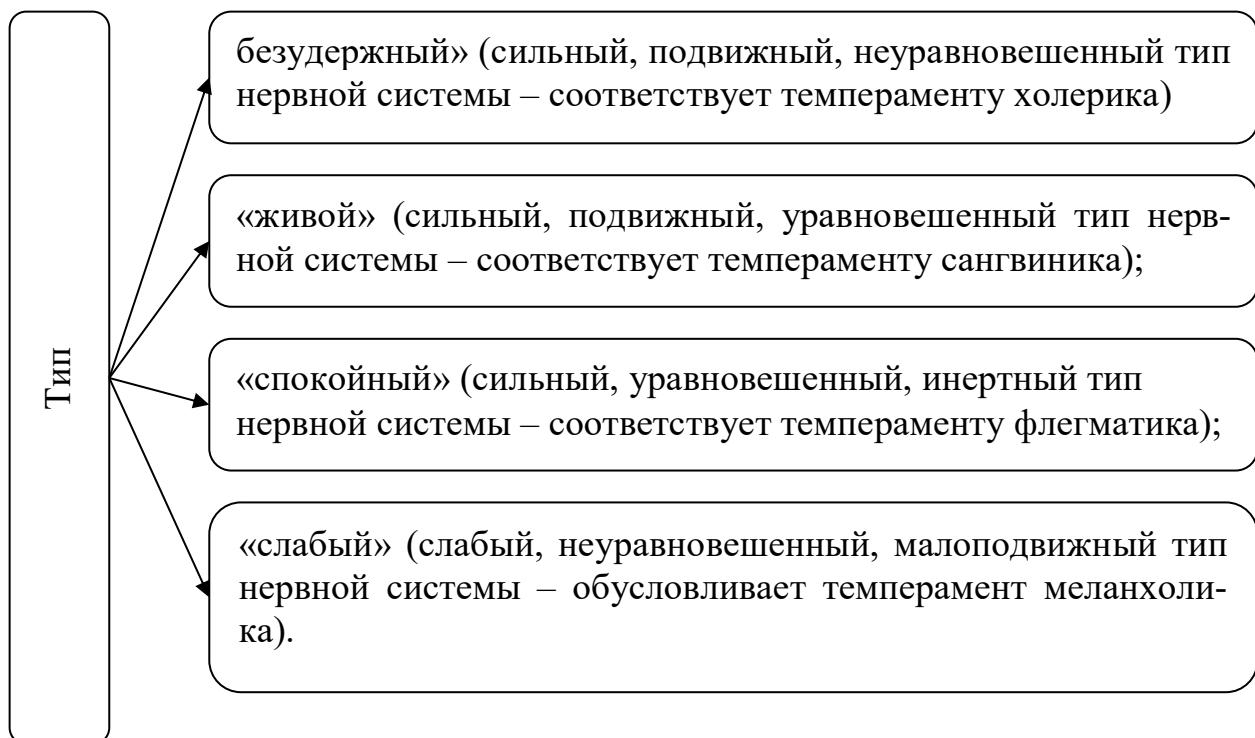 Тип
безудержный» (сильный, подвижный, неуравновешенный тип
нервной системы – соответствует темпераменту холерика)
«живой» (сильный, подвижный, уравновешенный тип нерв-
ной системы – соответствует темпераменту сангвиника);
«спокойный» (сильный, уравновешенный, инертный тип
нервной системы – соответствует темпераменту флегматика);
«слабый» (слабый, неуравновешенный, малоподвижный тип
нервной системы – обусловливает темперамент меланхоли-
ка).